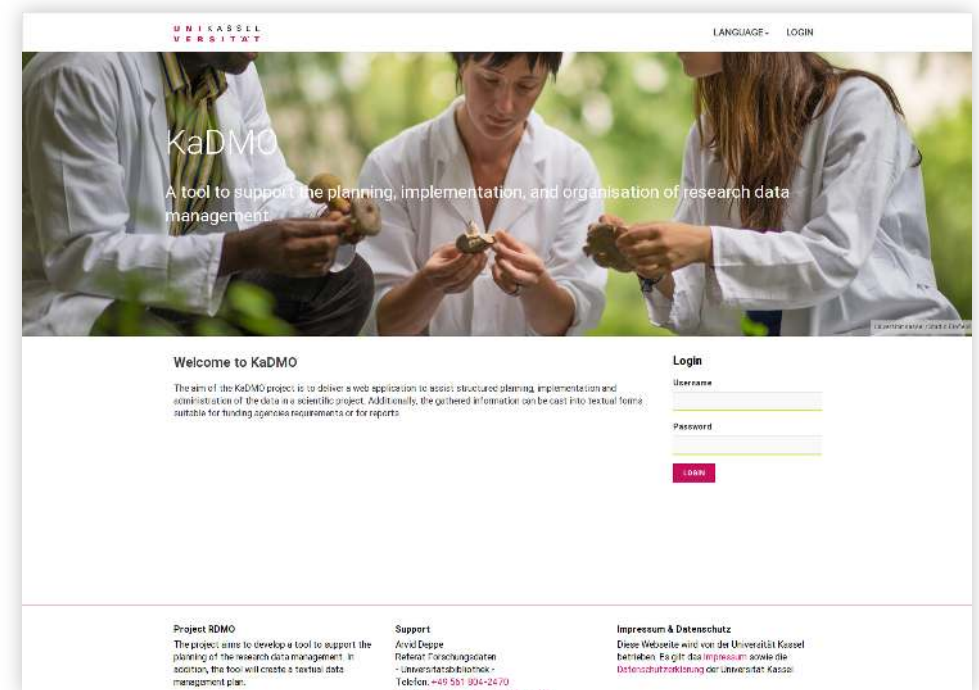 UNIKASSEL
VERSITÄT
LANGUAGE
LOGIN
KaDMO
A tool to support the planning, implementation, and organisation of research data
management
Welcome to KaDMO
The aim of the KaDMO project is to deliver a web application to assist structured planning, implementation and
administration of the data in a scientific project. Additionally, the gathered information can be cast into textual forms
suitable for funding agencies requirements or for reports.
Login
Username
Password
LOGIN
Project RDMO
The project aims to develop a tool to support the
planning of the research data management. In
addition, the tool will create a textual data
management plan.
Support
Arvid Deppe
Referat Forschungsdaten
- Universitätsbibliothek -
Telefon: +49 561 804-2470
Impressum & Datenschutz
Diese Webseite wird von der Universität Kassel
betrieben. Es gilt das Impressum sowie die
Datenschutzerklärung der Universität Kassel.